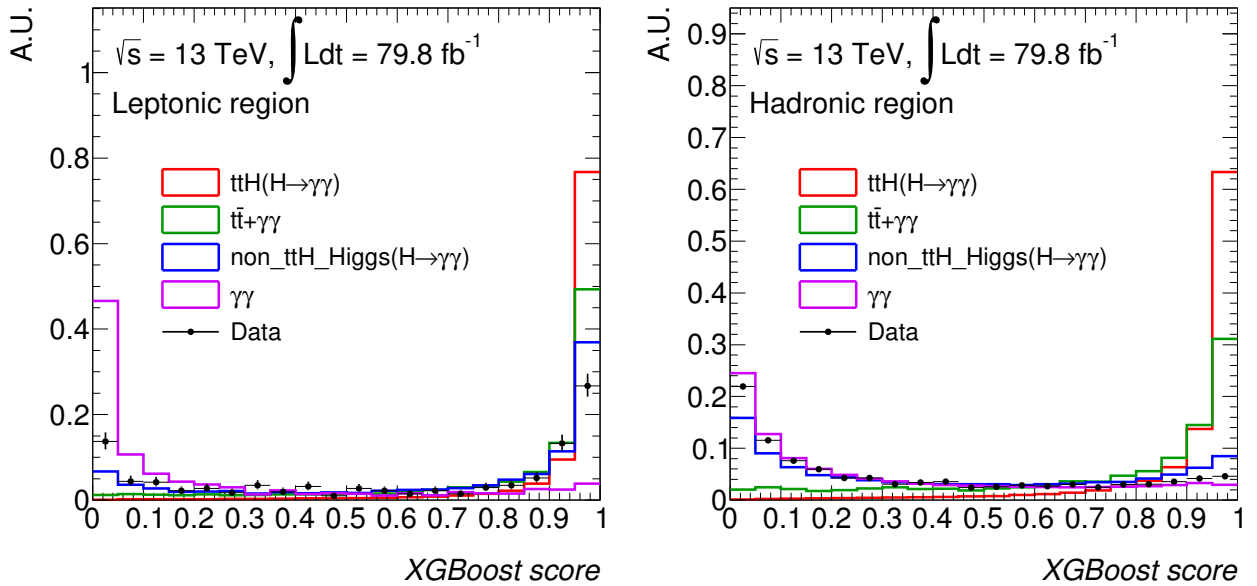 A.U.
√s = 13 TeV, ∫Ldt = 79.8 fb⁻¹
Leptonic region
ttH(H→γγ)
tt̄+γγ
non_ttH_Higgs(H→γγ)
γγ
Data
1
0.8
0.6
0.4
0.2
0
0 0.1 0.2 0.3 0.4 0.5 0.6 0.7 0.8 0.9 1
XGBoost score
A.U.
√s = 13 TeV, ∫Ldt = 79.8 fb⁻¹
Hadronic region
ttH(H→γγ)
tt̄+γγ
non_ttH_Higgs(H→γγ)
γγ
Data
0.9
0.8
0.7
0.6
0.5
0.4
0.3
0.2
0.1
0
0 0.1 0.2 0.3 0.4 0.5 0.6 0.7 0.8 0.9 1
XGBoost score